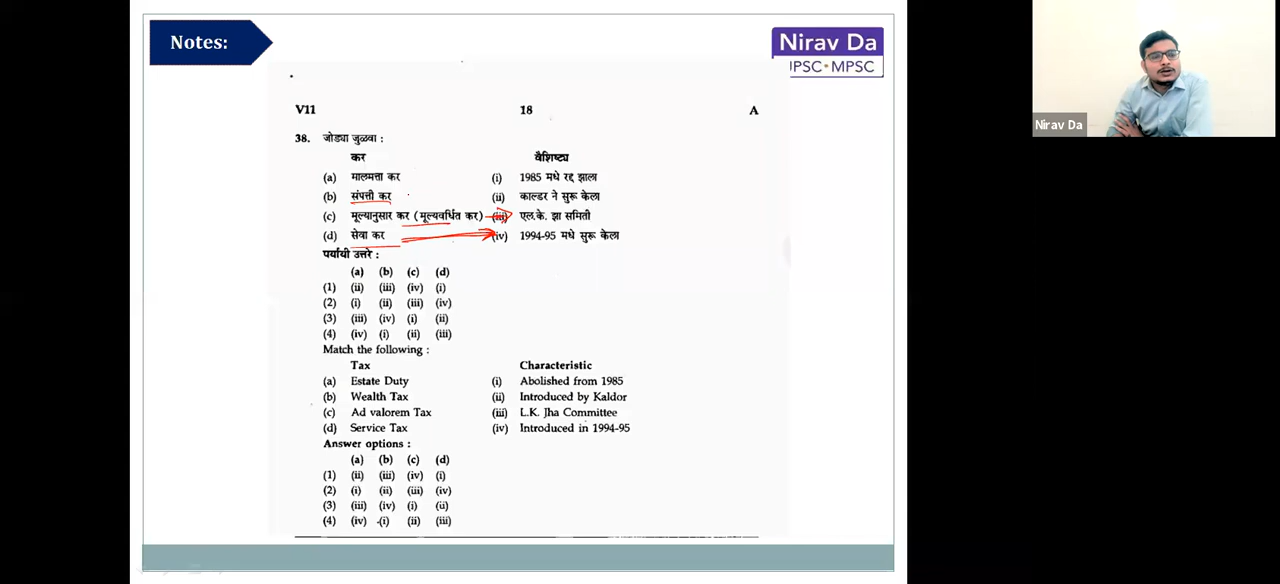 Notes:
Nirav Da
UPSC • MPSC
Nirav Da
V11 18 A
38. जोड्या जुळवा :
कर वैशिष्ट्य
(a) मालमत्ता कर (i) 1985 मधे रद्द झाला
(b) संपत्ती कर (ii) काल्डर ने सुरू केला
(c) मूल्यानुसार कर (मूल्यवर्धित कर) (iii) एल.के. झा समिती
(d) सेवा कर (iv) 1994-95 मधे सुरू केला
पर्यायी उत्तरे :
(a) (b) (c) (d)
(1) (ii) (iii) (iv) (i)
(2) (i) (ii) (iii) (iv)
(3) (iii) (iv) (i) (ii)
(4) (iv) (i) (ii) (iii)
Match the following :
Tax Characteristic
(a) Estate Duty (i) Abolished from 1985
(b) Wealth Tax (ii) Introduced by Kaldor
(c) Ad valorem Tax (iii) L.K. Jha Committee
(d) Service Tax (iv) Introduced in 1994-95
Answer options :
(a) (b) (c) (d)
(1) (ii) (iii) (iv) (i)
(2) (i) (ii) (iii) (iv)
(3) (iii) (iv) (i) (ii)
(4) (iv) (i) (ii) (iii)